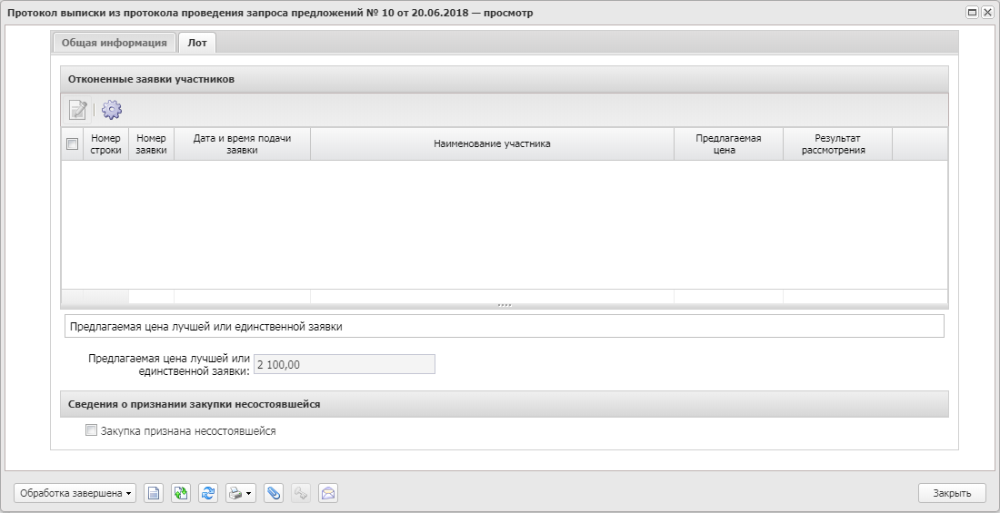 Протокол выписки из протокола проведения запроса предложений № 10 от 20.06.2018 — просмотр
Общая информация
Лот
Отконенные заявки участников
Номер строки
Номер заявки
Дата и время подачи заявки
Наименование участника
Предлагаемая цена
Результат рассмотрения
Предлагаемая цена лучшей или единственной заявки
Предлагаемая цена лучшей или
единственной заявки:
2 100,00
Сведения о признании закупки несостоявшейся
Закупка признана несостоявшейся
Обработка завершена
Закрыть